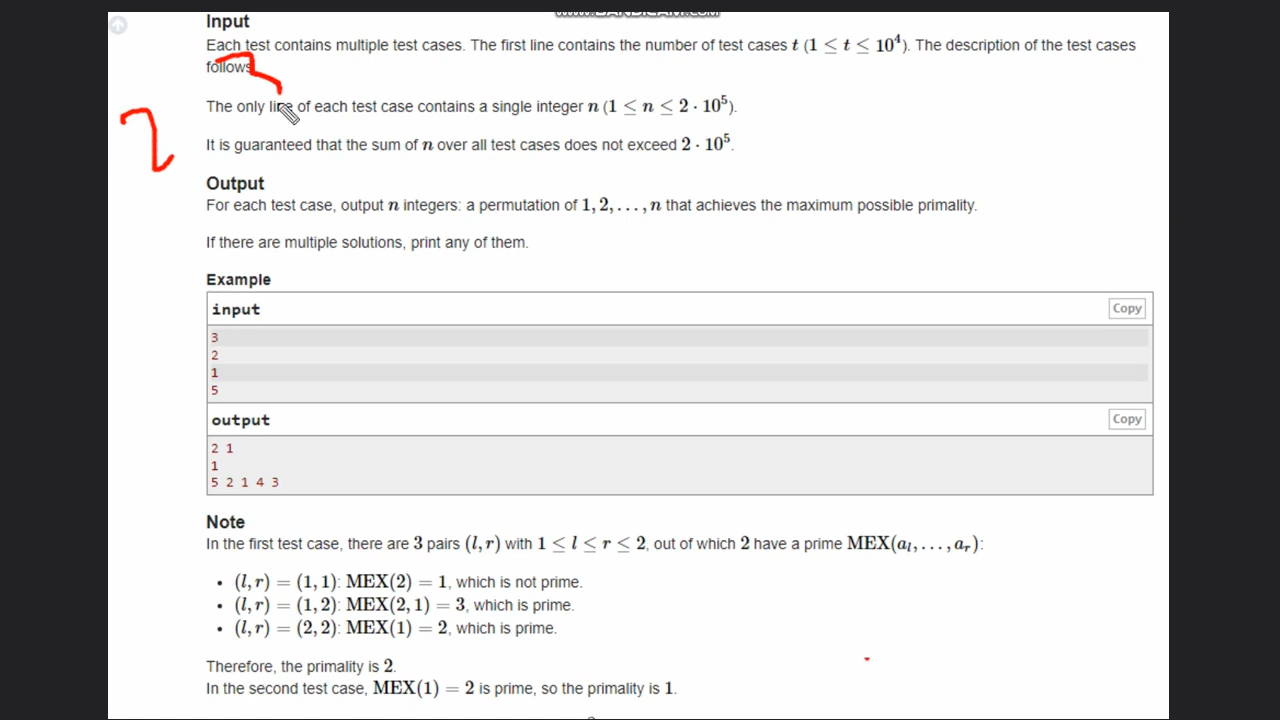 www.BANDICAM.com
Input
Each test contains multiple test cases. The first line contains the number of test cases t (1 ≤ t ≤ 10⁴). The description of the test cases
follows.
The only line of each test case contains a single integer n (1 ≤ n ≤ 2 · 10⁵).
It is guaranteed that the sum of n over all test cases does not exceed 2 · 10⁵.
Output
For each test case, output n integers: a permutation of 1, 2, . . . , n that achieves the maximum possible primality.
If there are multiple solutions, print any of them.
Example
input
Copy
3
2
1
5
output
Copy
2 1
1
5 2 1 4 3
Note
In the first test case, there are 3 pairs (l, r) with 1 ≤ l ≤ r ≤ 2, out of which 2 have a prime MEX(aₗ, . . . , aᵣ):
• (l, r) = (1, 1): MEX(2) = 1, which is not prime.
• (l, r) = (1, 2): MEX(2, 1) = 3, which is prime.
• (l, r) = (2, 2): MEX(1) = 2, which is prime.
Therefore, the primality is 2.
In the second test case, MEX(1) = 2 is prime, so the primality is 1.